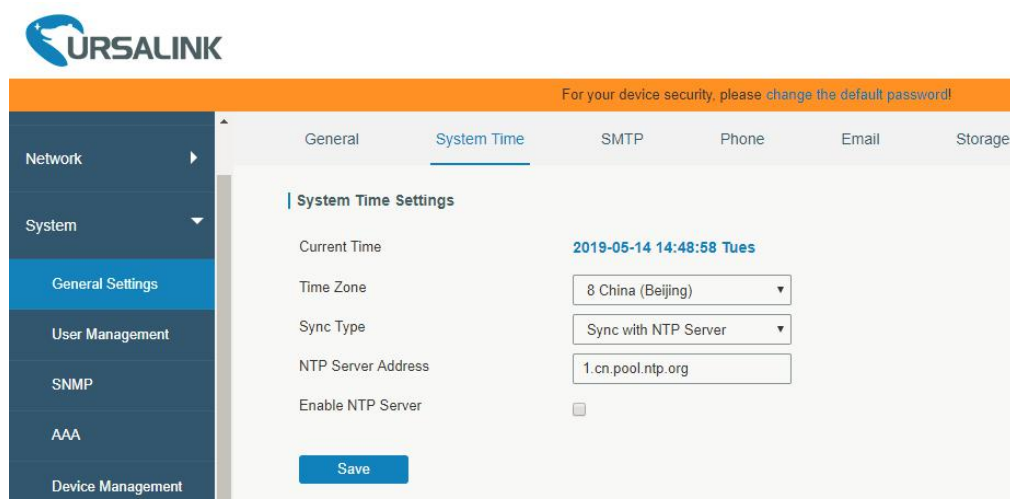 URSALINK
For your device security, please change the default password!
Network
System
General Settings
User Management
SNMP
AAA
Device Management
General System Time SMTP Phone Email Storage
System Time Settings
Current Time 2019-05-14 14:48:58 Tues
Time Zone 8 China (Beijing)
Sync Type Sync with NTP Server
NTP Server Address 1.cn.pool.ntp.org
Enable NTP Server
Save